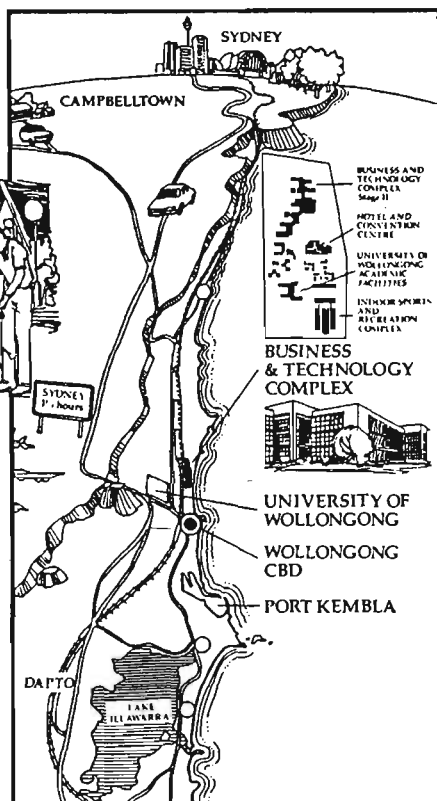 SYDNEY
CAMPBELLTOWN
BUSINESS AND
TECHNOLOGY
COMPLEX
Stage II
HOTEL AND
CONVENTION
CENTRE
UNIVERSITY OF
WOLLONGONG
ACADEMIC
FACILITIES
INDOOR SPORTS
AND
RECREATION
COMPLEX
BUSINESS
& TECHNOLOGY
COMPLEX
SYDNEY
hours
UNIVERSITY OF
WOLLONGONG
WOLLONGONG
CBD
PORT KEMBLA
DAPTO
LAKE
ILLAWARRA